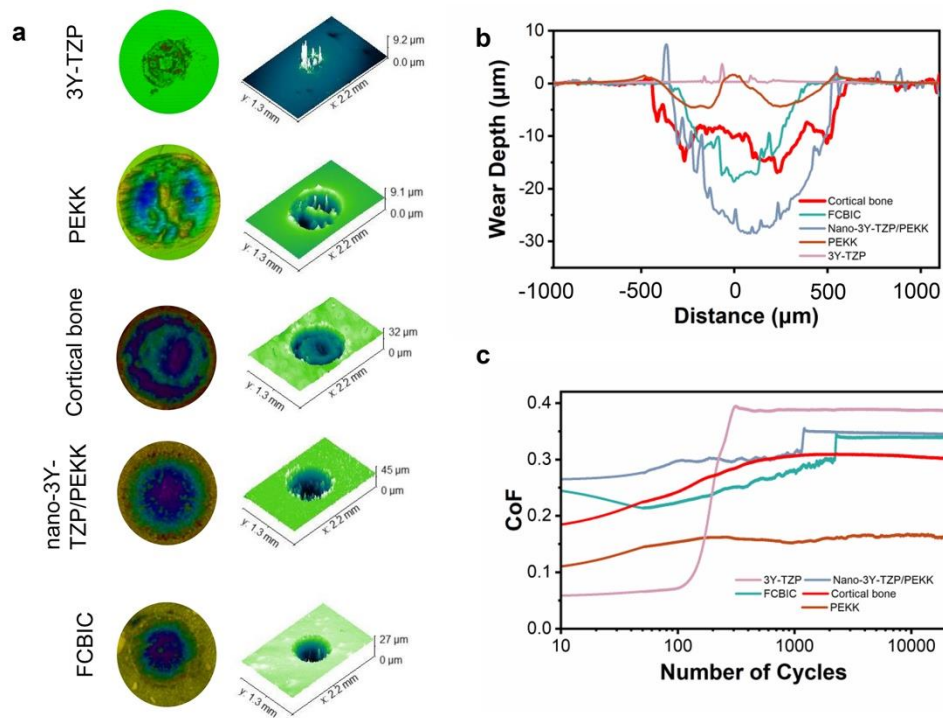 a
3Y-TZP
9.2 µm
0.0 µm
y: 1.3 mm
x: 2.2 mm
PEKK
9.1 µm
0.0 µm
y: 1.3 mm
x: 2.2 mm
Cortical bone
32 µm
0 µm
y: 1.3 mm
x: 2.2 mm
nano-3Y-
TZP/PEKK
45 µm
0 µm
y: 1.3 mm
x: 2.2 mm
FCBIC
27 µm
0 µm
y: 1.3 mm
x: 2.2 mm
b
Wear Depth (µm)
10
0
-10
-20
-30
Cortical bone
FCBIC
Nano-3Y-TZP/PEKK
PEKK
3Y-TZP
-1000 -500 0 500 1000
Distance (µm)
c
CoF
0.4
0.3
0.2
0.1
0.0
3Y-TZP Nano-3Y-TZP/PEKK
FCBIC Cortical bone
PEKK
10 100 1000 10000
Number of Cycles